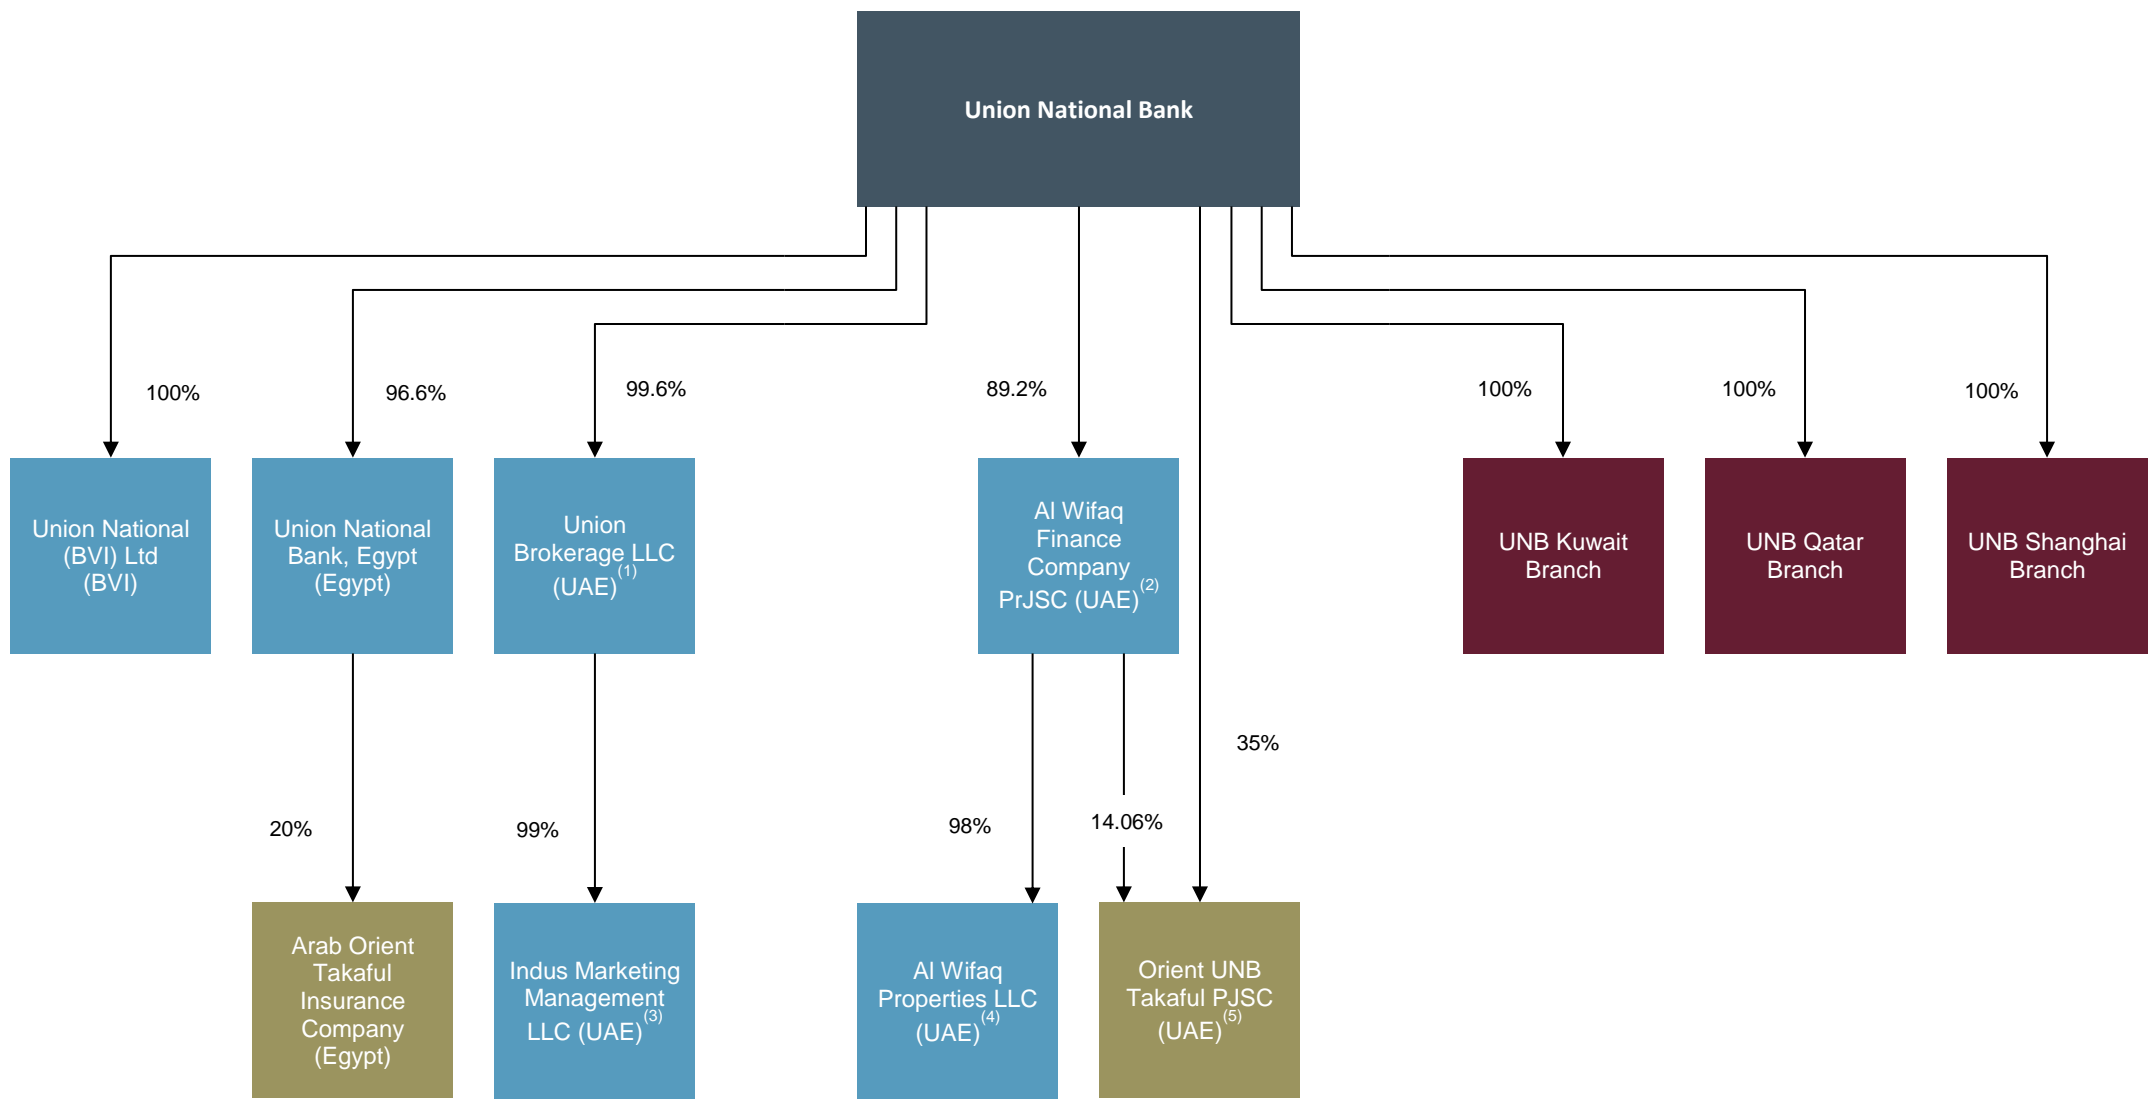 Union National Bank
100%
96.6%
99.6%
89.2%
100%
100%
100%
Union National
(BVI) Ltd
(BVI)
Union National
Bank, Egypt
(Egypt)
Union
Brokerage LLC
(UAE)(1)
Al Wifaq
Finance
Company
PrJSC (UAE)(2)
UNB Kuwait
Branch
UNB Qatar
Branch
UNB Shanghai
Branch
35%
20%
99%
98%
14.06%
Arab Orient
Takaful
Insurance
Company
(Egypt)
Indus Marketing
Management
LLC (UAE)(3)
Al Wifaq
Properties LLC
(UAE)(4)
Orient UNB
Takaful PJSC
(UAE)(5)